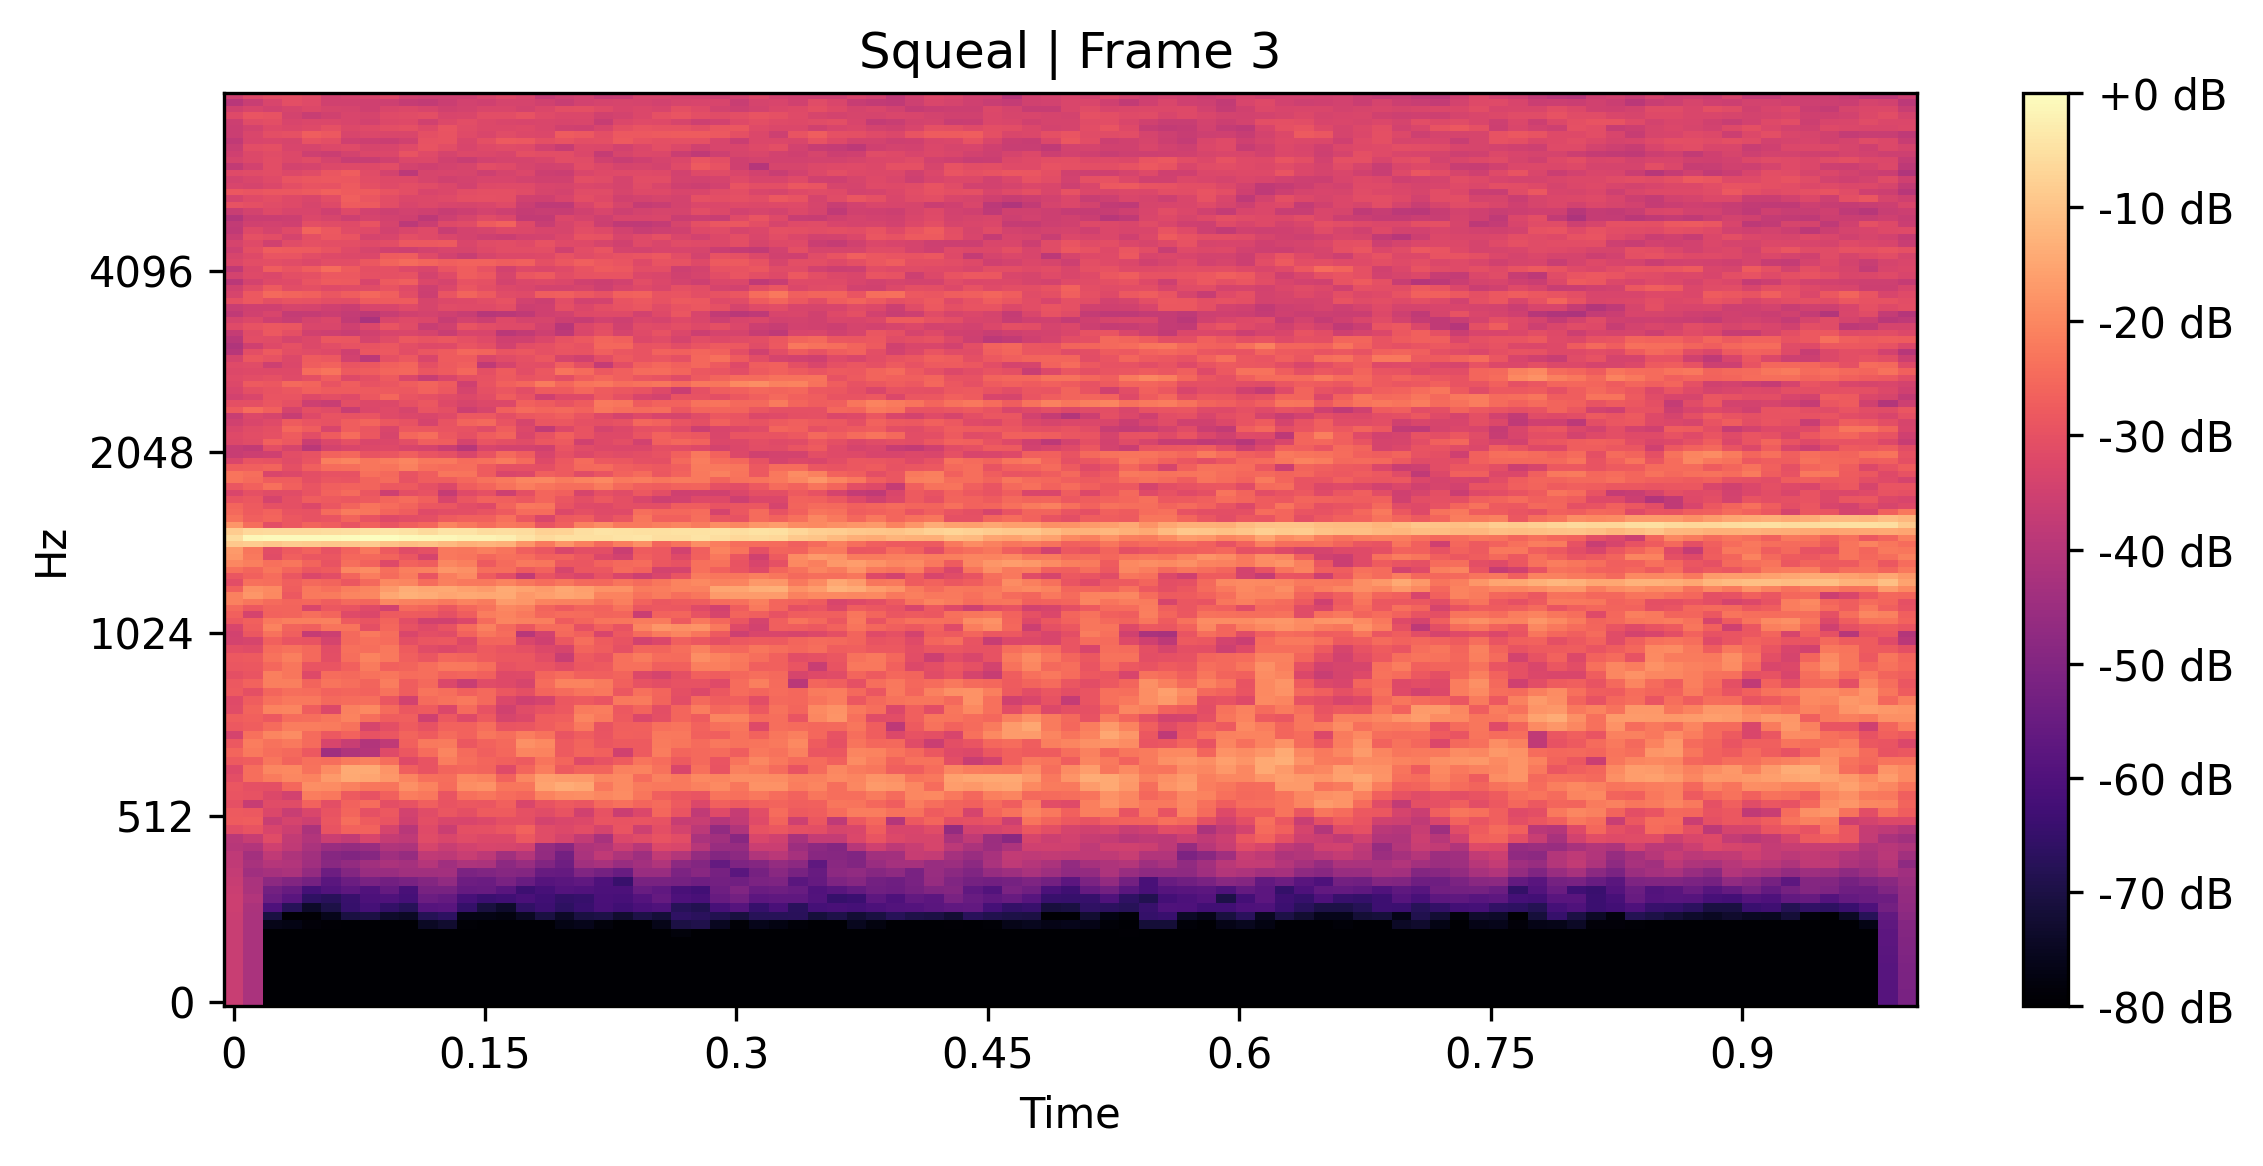 Squeal | Frame 3
+0 dB
-10 dB
-20 dB
-30 dB
-40 dB
-50 dB
-60 dB
-70 dB
-80 dB
Hz
4096
2048
1024
512
0
0 0.15 0.3 0.45 0.6 0.75 0.9
Time